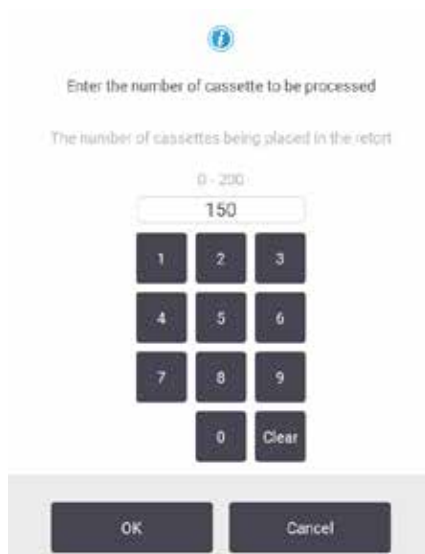 Enter the number of cassette to be processed
The number of cassettes being placed in the retort
0 - 200
150
1 2 3
4 5 6
7 8 9
0 Clear
OK Cancel